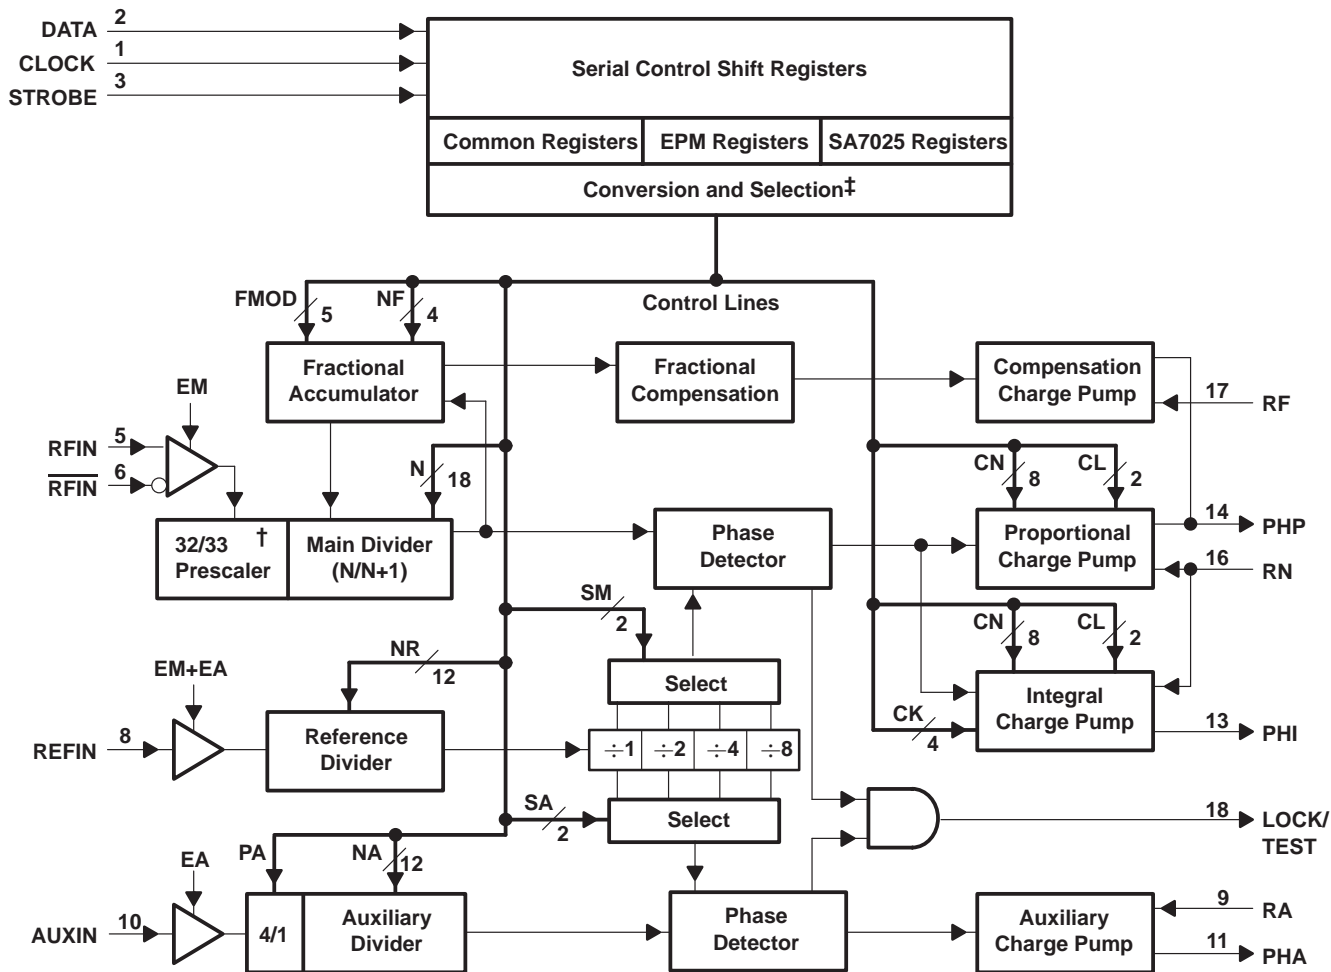 DATA 2
CLOCK 1
STROBE 3
Serial Control Shift Registers
Common Registers
EPM Registers
SA7025 Registers
Conversion and Selection‡
Control Lines
FMOD 5
NF 4
Fractional
Accumulator
Fractional
Compensation
Compensation
Charge Pump
17 RF
EM
RFIN 5
R̅F̅I̅N̅ 6
N 18
CN 8
CL 2
32/33 †
Prescaler
Main Divider
(N/N+1)
Phase
Detector
Proportional
Charge Pump
14 PHP
16 RN
SM 2
CN 8
CL 2
NR 12
Select
EM+EA
REFIN 8
Reference
Divider
÷1
÷2
÷4
÷8
CK 4
Integral
Charge Pump
13 PHI
SA 2
Select
18 LOCK/
TEST
EA
PA
NA 12
AUXIN 10
4/1
Auxiliary
Divider
Phase
Detector
Auxiliary
Charge Pump
9 RA
11 PHA